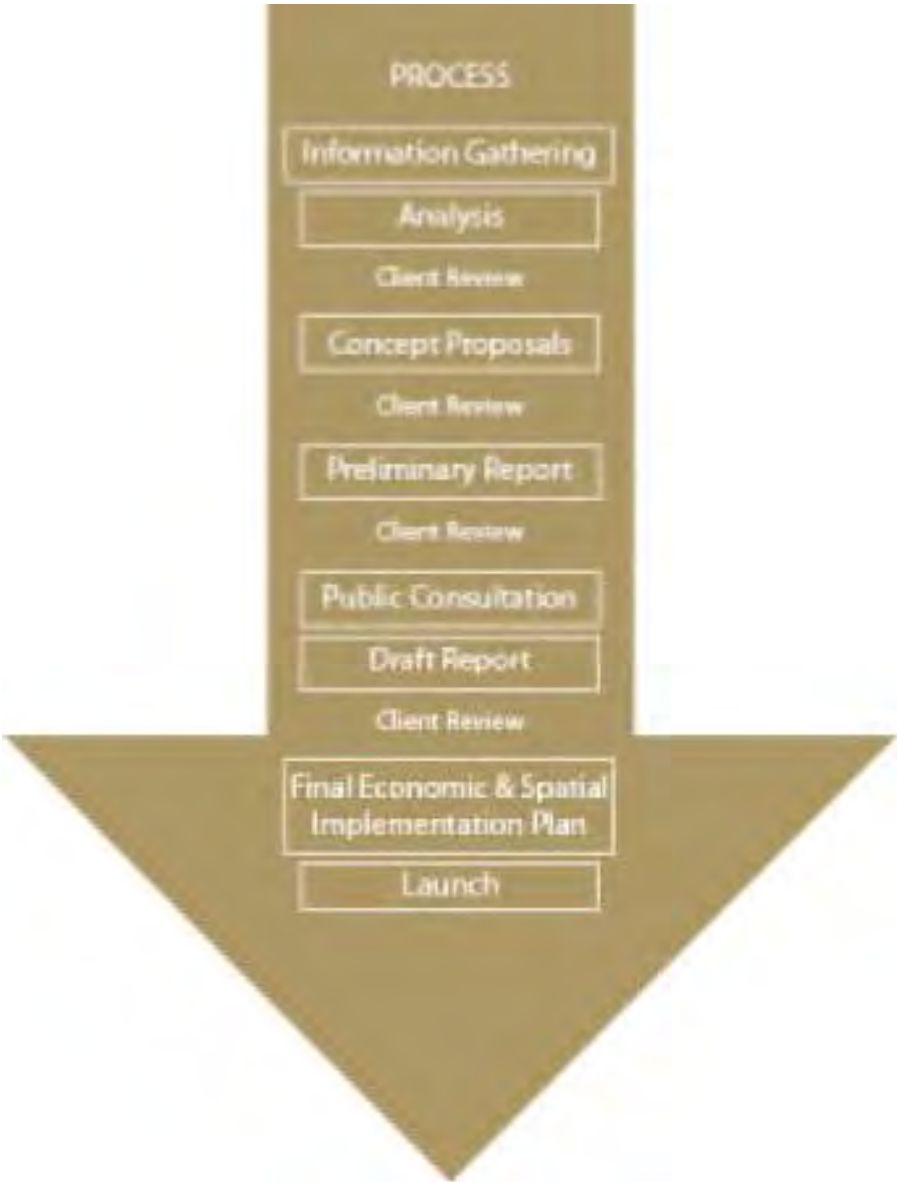 PROCESS
Information Gathering
Analysis
Client Review
Concept Proposals
Client Review
Preliminary Report
Client Review
Public Consultation
Draft Report
Client Review
Final Economic & Spatial
Implementation Plan
Launch